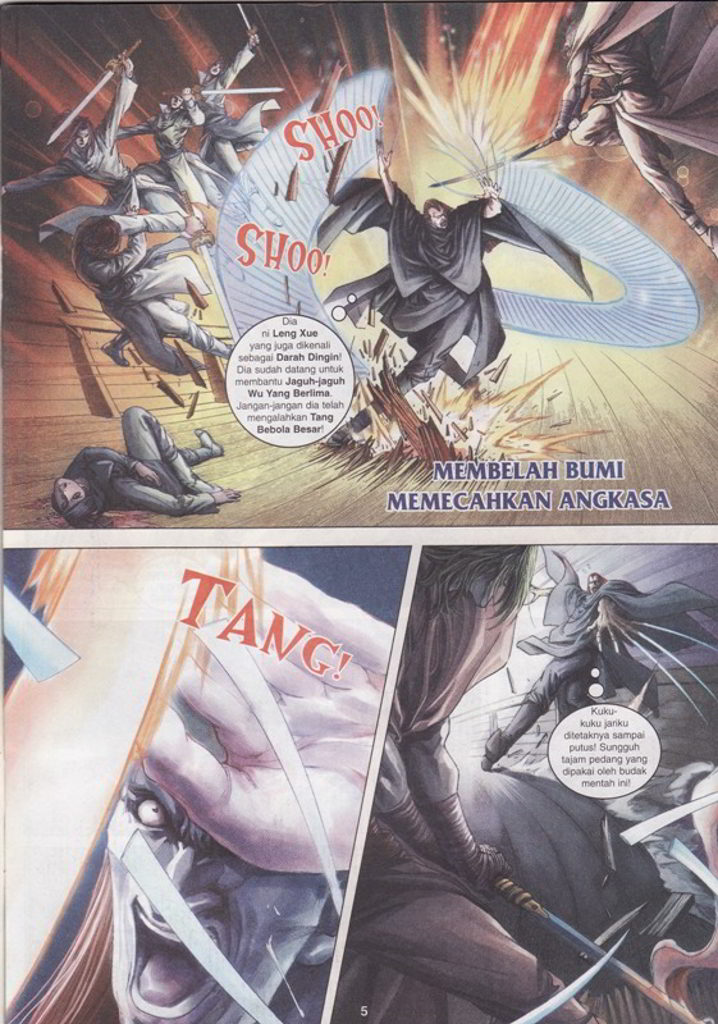 SHOO!
SHOO!
Dia
ni Leng Xue
yang juga dikenali
sebagai Darah Dingin!
Dia sudah datang untuk
membantu Jaguh-jaguh
Wu Yang Berlima.
Jangan-jangan dia telah
mengalahkan Tang
Bebola Besar!
MEMBELAH BUMI
MEMECAHKAN ANGKASA
TANG!
Kuku-
kuku jariku
ditetaknya sampai
putus! Sungguh
tajam pedang yang
dipakai oleh budak
mentah ini!
5